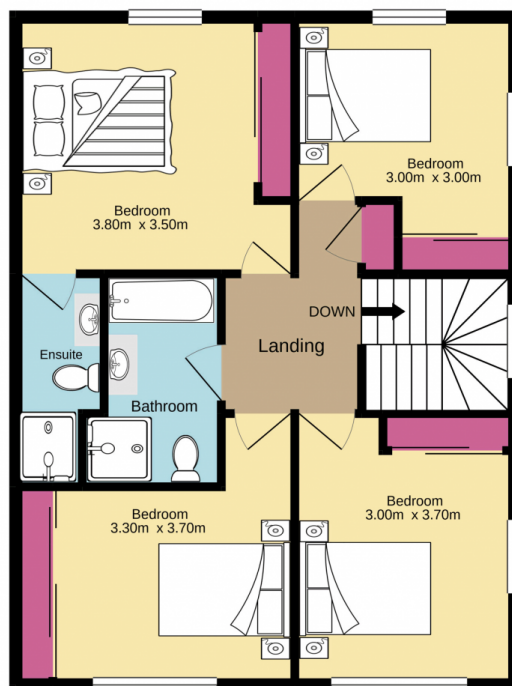 Bedroom
3.80m x 3.50m
Bedroom
3.00m x 3.00m
DOWN
Landing
Ensuite
Bathroom
Bedroom
3.30m x 3.70m
Bedroom
3.00m x 3.70m